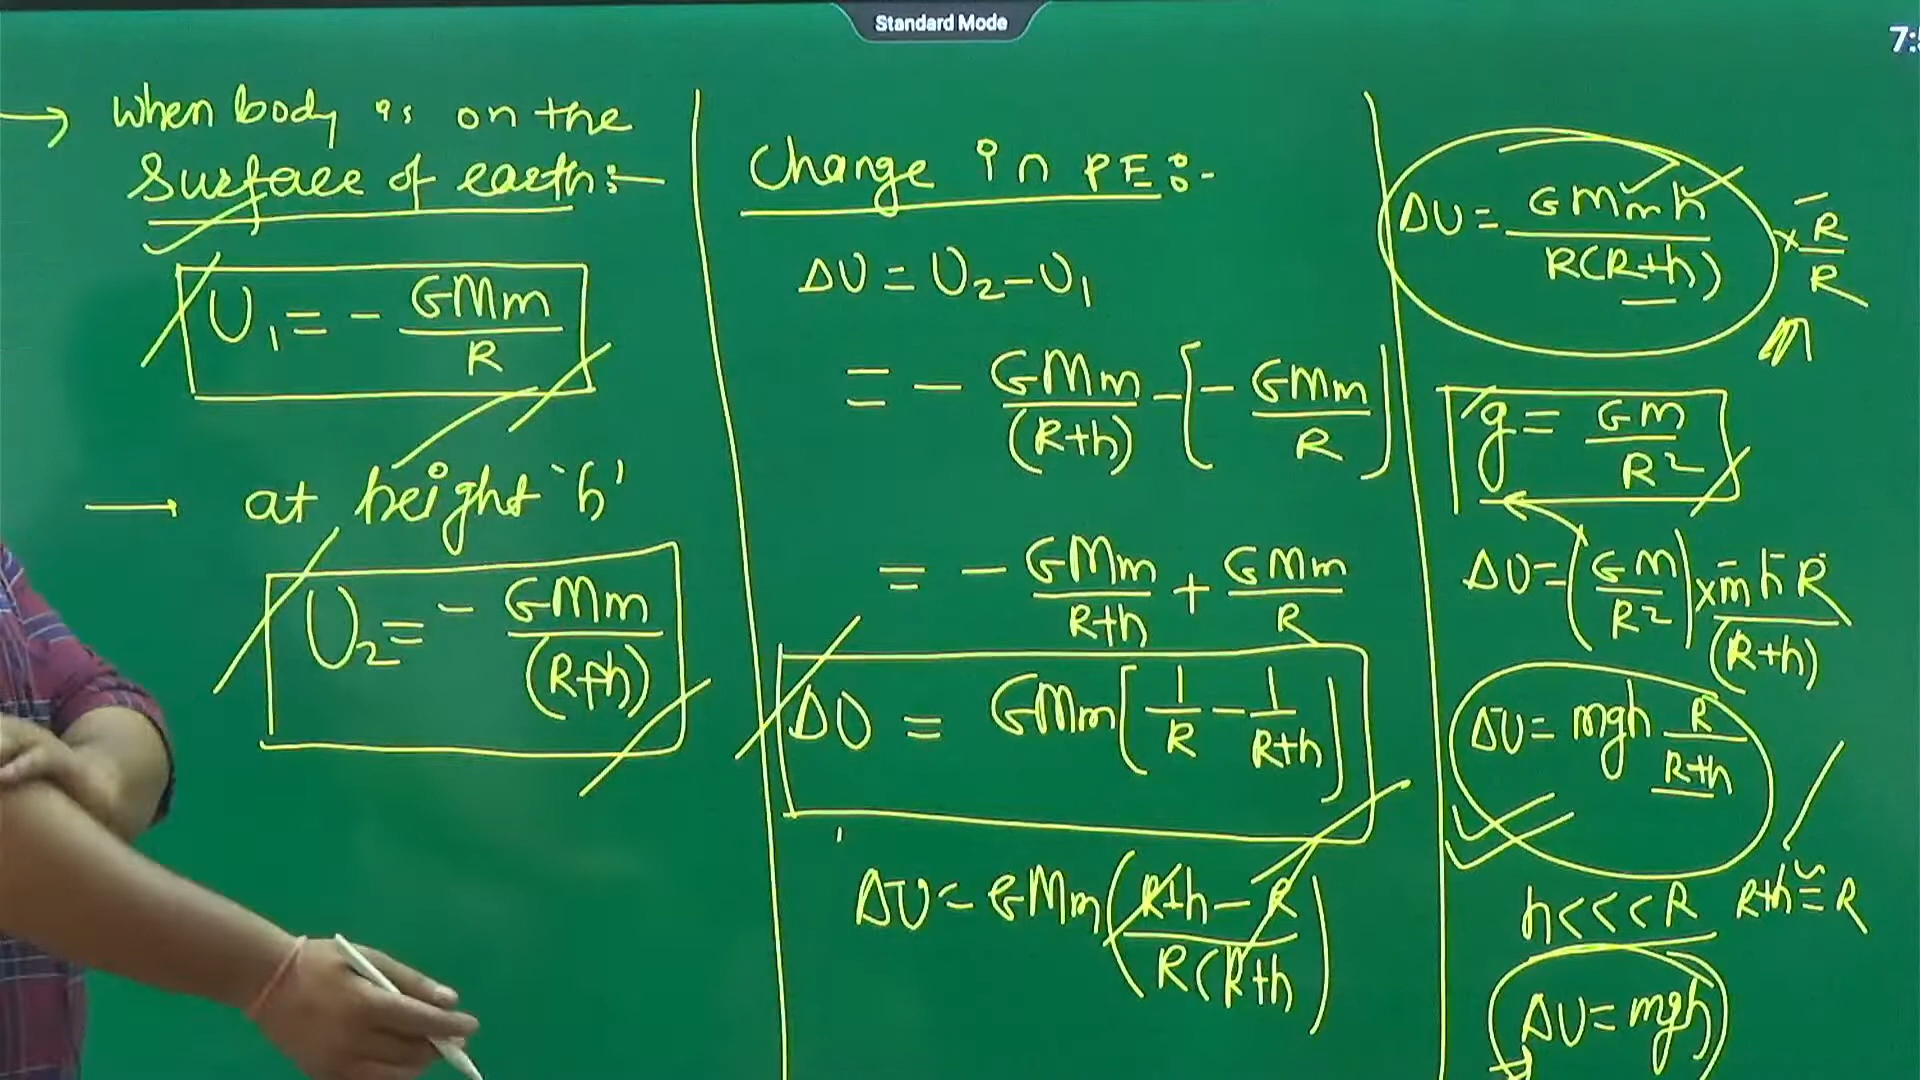 Standard Mode
7:
→ When body is on the
Surface of earth:-
U₁ = - GMm/R
→ at height 'h'
U₂ = - GMm/(R+h)
Change in PE:-
ΔU = U₂-U₁
= - GMm/(R+h) - [- GMm/R]
= - GMm/R+h + GMm/R
ΔU = GMm[1/R - 1/R+h]
ΔU = GMm(R+h-R/R(R+h)
ΔU = GMmh/R(R+h) × R/R
g = GM/R²
ΔU = (GM/R²) × mhR/(R+h)
ΔU = mgh R/R+h
h<<<R R+h ≅ R
ΔU = mgh